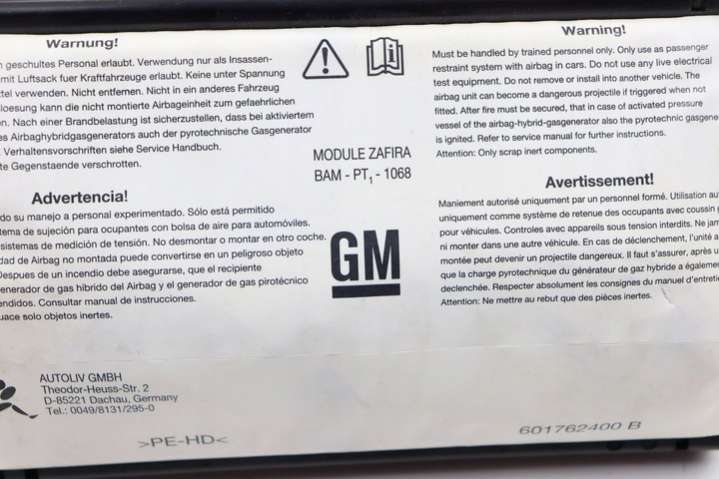 Warnung!
geschultes Personal erlaubt. Verwendung nur als Insassen-
mit Luftsack fuer Kraftfahrzeuge erlaubt. Keine unter Spannung
verwenden. Nicht entfernen. Nicht in ein anderes Fahrzeug
kann die nicht montierte Airbageinheit zum gefaehrlichen
Nach einer Brandbelastung ist sicherzustellen, dass bei aktiviertem
Airbaghybridgenerators auch der pyrotechnische Gasgenerator
Verhaltensvorschriften siehe Service Handbuch.
Gegenstaende verschrotten.
Advertencia!
su manejo a personal experimentado. Sólo está permitido
de sujeción para ocupantes con bolsa de aire para automóviles.
sistemas de medición de tensión. No desmontar o montar en otro coche.
de Airbag no montada puede convertirse en un peligroso objeto
Despues de un incendio debe asegurarse, que el recipiente
generador de gas híbrido del Airbag y el generador de gas pirotécnico
Consultar manual de instrucciones.
solo objetos inertes.
MODULE ZAFIRA
BAM - PT₁ - 1068
GM
Warning!
Must be handled by trained personnel only. Only use as passenger
restraint system with airbag in cars. Do not use any live electrical
test equipment. Do not remove or install into another vehicle. The
airbag unit can become a dangerous projectile if triggered when not
fitted. After fire must be secured, that in case of activated pressure
vessel of the airbag-hybrid-gasgenerator also the pyrotechnic gasgene
is ignited. Refer to service manual for further instructions.
Attention: Only scrap inert components.
Avertissement!
Maniement autorisé uniquement par un personnel formé. Utilisation au
uniquement comme système de retenue des occupants avec coussin
pour véhicules. Controles avec appareils sous tension interdits. Ne jam
ni monter dans une autre véhicule. En cas de déclenchement, l'unité a
montée peut devenir un projectile dangereux. Il faut s'assurer, après u
que la charge pyrotechnique du générateur de gaz hybride a égaleme
declenchée. Respecter absolument les consignes du manuel d'entretie
Attention: Ne mettre au rebut que des pièces inertes.
AUTOLIV GMBH
Theodor-Heuss-Str. 2
D-85221 Dachau, Germany
Tel.: 0049/8131/295-0
>PE-HD<
601762400 B